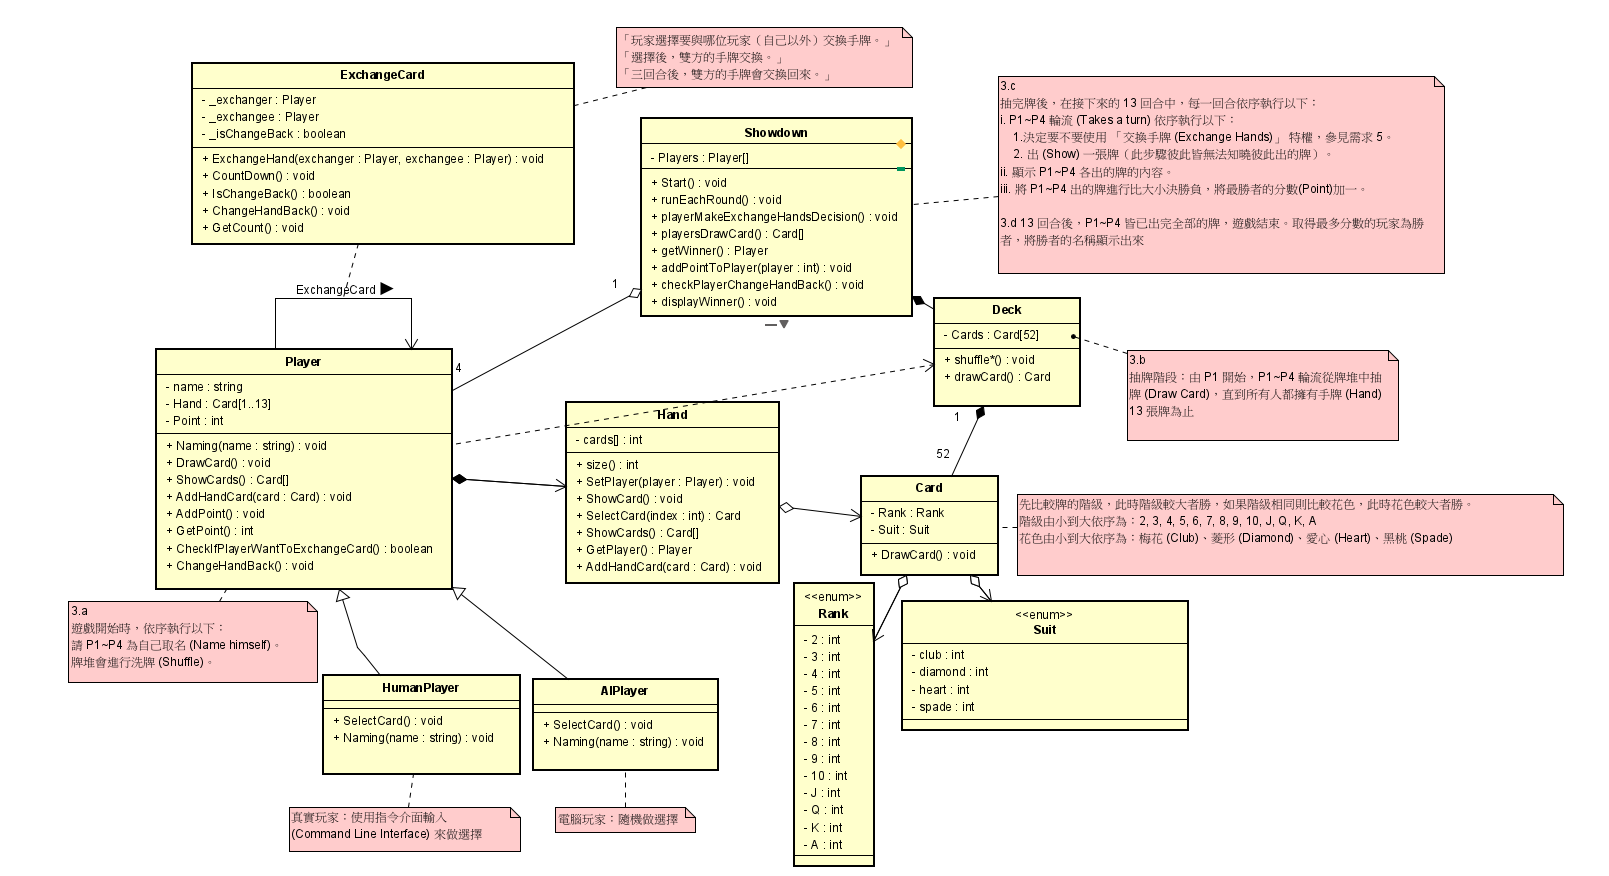 「玩家選擇要與哪位玩家（自己以外）交換手牌。」
「選擇後，雙方的手牌交換。」
「三回合後，雙方的手牌會交換回來。」
ExchangeCard
- _exchanger : Player
- _exchangee : Player
- _isChangeBack : boolean
+ ExchangeHand(exchanger : Player, exchangee : Player) : void
+ CountDown() : void
+ IsChangeBack() : boolean
+ ChangeHandBack() : void
+ GetCount() : void
Showdown
- Players : Player[]
+ Start() : void
+ runEachRound() : void
+ playerMakeExchangeHandsDecision() : void
+ playersDrawCard() : Card[]
+ getWinner() : Player
+ addPointToPlayer(player : int) : void
+ checkPlayerChangeHandBack() : void
+ displayWinner() : void
3.c
抽完牌後，在接下來的 13 回合中，每一回合依序執行以下：
i. P1~P4 輪流 (Takes a turn) 依序執行以下：
1.決定要不要使用 「交換手牌 (Exchange Hands)」 特權，參見需求 5。
2. 出 (Show) 一張牌（此步驟彼此皆無法知曉彼此出的牌）。
ii. 顯示 P1~P4 各出的牌的內容。
iii. 將 P1~P4 出的牌進行比大小決勝負，將最勝者的分數(Point)加一。
3.d 13 回合後，P1~P4 皆已出完全部的牌，遊戲結束。取得最多分數的玩家為勝
者，將勝者的名稱顯示出來
ExchangeCard
1
4
Deck
- Cards : Card[52]
+ shuffle*() : void
+ drawCard() : Card
3.b
抽牌階段：由 P1 開始，P1~P4 輪流從牌堆中抽
牌 (Draw Card)，直到所有人都擁有手牌 (Hand)
13 張牌為止
1
52
Player
- name : string
- Hand : Card[1..13]
- Point : int
+ Naming(name : string) : void
+ DrawCard() : void
+ ShowCards() : Card[]
+ AddHandCard(card : Card) : void
+ AddPoint() : void
+ GetPoint() : int
+ CheckIfPlayerWantToExchangeCard() : boolean
+ ChangeHandBack() : void
Hand
- cards[] : int
+ size() : int
+ SetPlayer(player : Player) : void
+ ShowCard() : void
+ SelectCard(index : int) : Card
+ ShowCards() : Card[]
+ GetPlayer() : Player
+ AddHandCard(card : Card) : void
Card
- Rank : Rank
- Suit : Suit
+ DrawCard() : void
先比較牌的階級，此時階級較大者勝，如果階級相同則比較花色，此時花色較大者勝。
階級由小到大依序為：2, 3, 4, 5, 6, 7, 8, 9, 10, J, Q, K, A
花色由小到大依序為：梅花 (Club)、菱形 (Diamond)、愛心 (Heart)、黑桃 (Spade)
3.a
遊戲開始時，依序執行以下：
請 P1~P4 為自己取名 (Name himself)。
牌堆會進行洗牌 (Shuffle)。
<<enum>>
Rank
- 2 : int
- 3 : int
- 4 : int
- 5 : int
- 6 : int
- 7 : int
- 8 : int
- 9 : int
- 10 : int
- J : int
- Q : int
- K : int
- A : int
<<enum>>
Suit
- club : int
- diamond : int
- heart : int
- spade : int
HumanPlayer
+ SelectCard() : void
+ Naming(name : string) : void
AIPlayer
+ SelectCard() : void
+ Naming(name : string) : void
真實玩家：使用指令介面輸入
(Command Line Interface) 來做選擇
電腦玩家：隨機做選擇